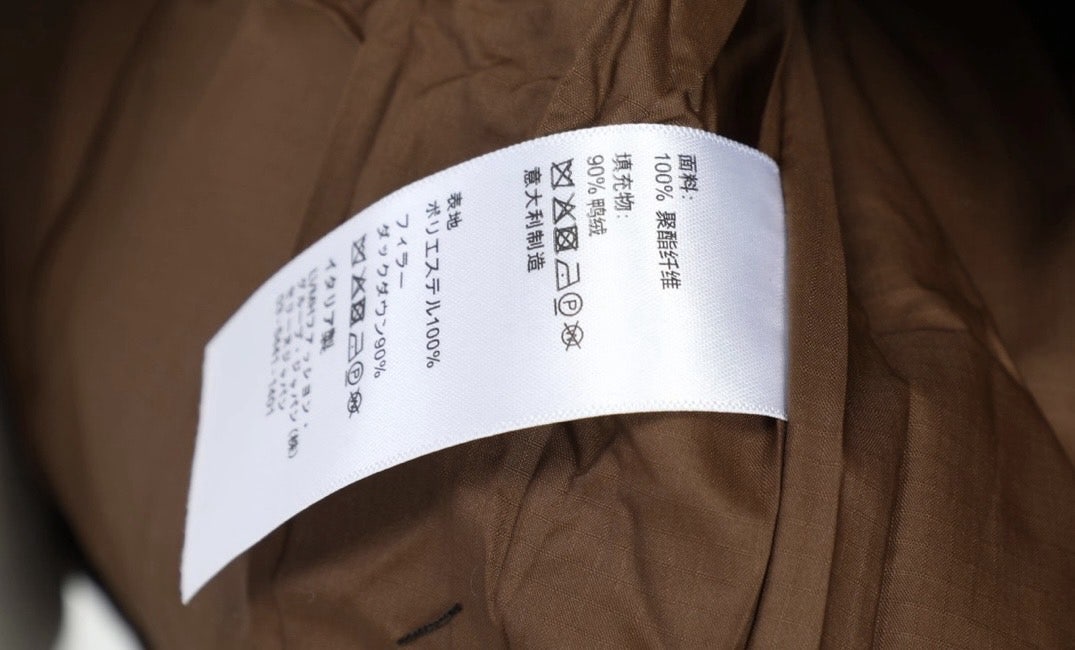 面料:
100% 聚酯纤维
填充物:
90% 鸭绒
意大利制造
表地
ポリエステル100%
フィラー
ダックダウン90%
イタリア製